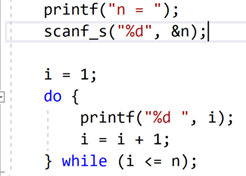 printf("n = ");
scanf_s("%d", &n);
i = 1;
do {
printf("%d ", i);
i = i + 1;
} while (i <= n);